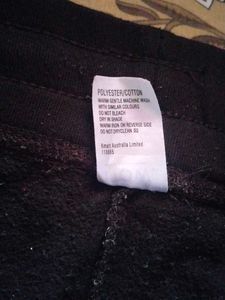 POLYESTER/COTTON
WARM GENTLE MACHINE WASH
WITH SIMILAR COLOURS
DO NOT BLEACH
DRY IN SHADE
WARM IRON ON REVERSE SIDE
DO NOT DRYCLEAN
Kmart Australia Limited